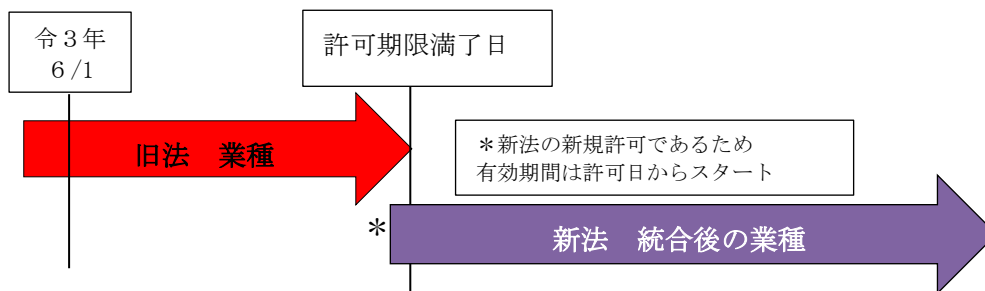 令３年
６/1
許可期限満了日
旧法　業種
＊新法の新規許可であるため
有効期間は許可日からスタート
＊
新法　統合後の業種